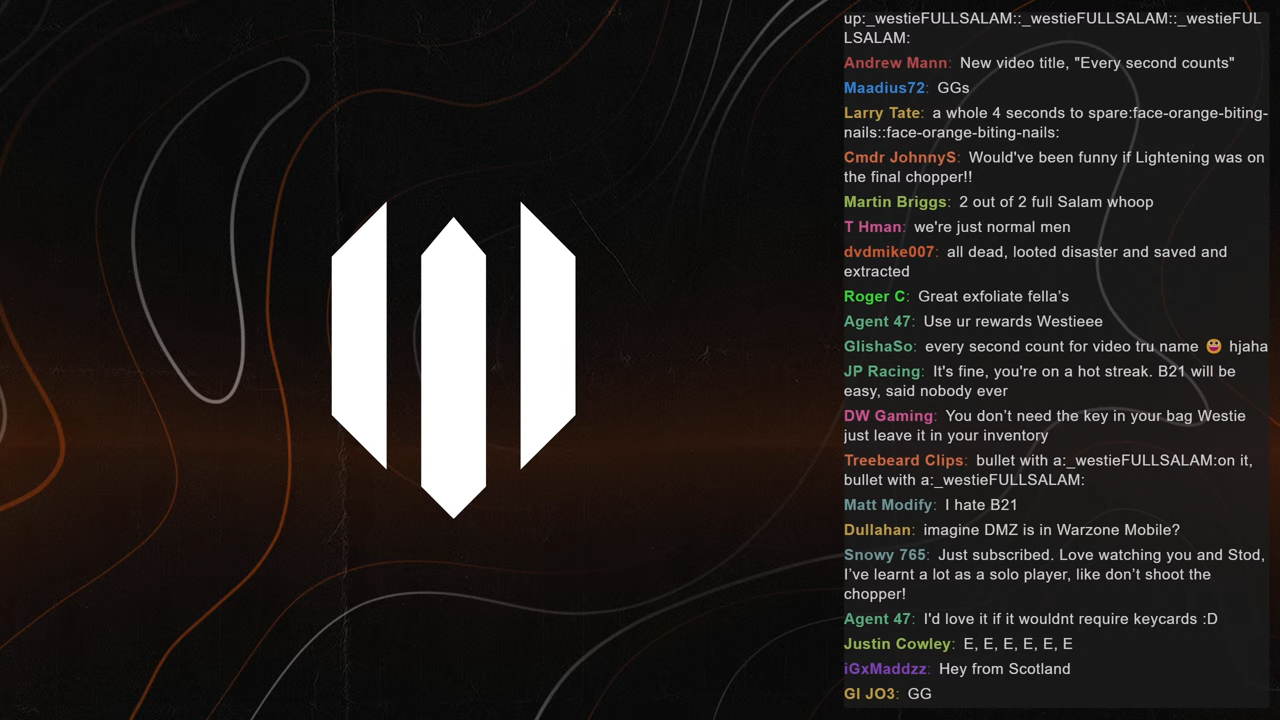 up:_westieFULLSALAM::_westieFULLSALAM::_westieFUL
LSALAM:
Andrew Mann: New video title, "Every second counts"
Maadius72: GGs
Larry Tate: a whole 4 seconds to spare:face-orange-biting-
nails::face-orange-biting-nails:
Cmdr JohnnyS: Would've been funny if Lightening was on
the final chopper!!
Martin Briggs: 2 out of 2 full Salam whoop
T Hman: we're just normal men
dvdmike007: all dead, looted disaster and saved and
extracted
Roger C: Great exfoliate fella's
Agent 47: Use ur rewards Westieee
GlishaSo: every second count for video tru name 😀 hjaha
JP Racing: It's fine, you're on a hot streak. B21 will be
easy, said nobody ever
DW Gaming: You don’t need the key in your bag Westie
just leave it in your inventory
Treebeard Clips: bullet with a:_westieFULLSALAM:on it,
bullet with a:_westieFULLSALAM:
Matt Modify: I hate B21
Dullahan: imagine DMZ is in Warzone Mobile?
Snowy 765: Just subscribed. Love watching you and Stod,
I’ve learnt a lot as a solo player, like don’t shoot the
chopper!
Agent 47: I'd love it if it wouldnt require keycards :D
Justin Cowley: E, E, E, E, E, E
iGxMaddzz: Hey from Scotland
GI JO3: GG